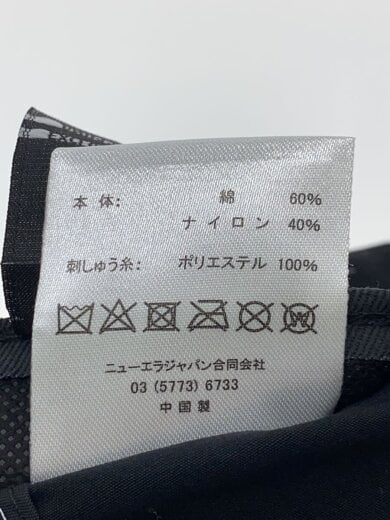 本体: 綿 60%
ナイロン 40%
刺しゅう糸: ポリエステル 100%
ニューエラジャパン合同会社
03 (5773) 6733
中国製